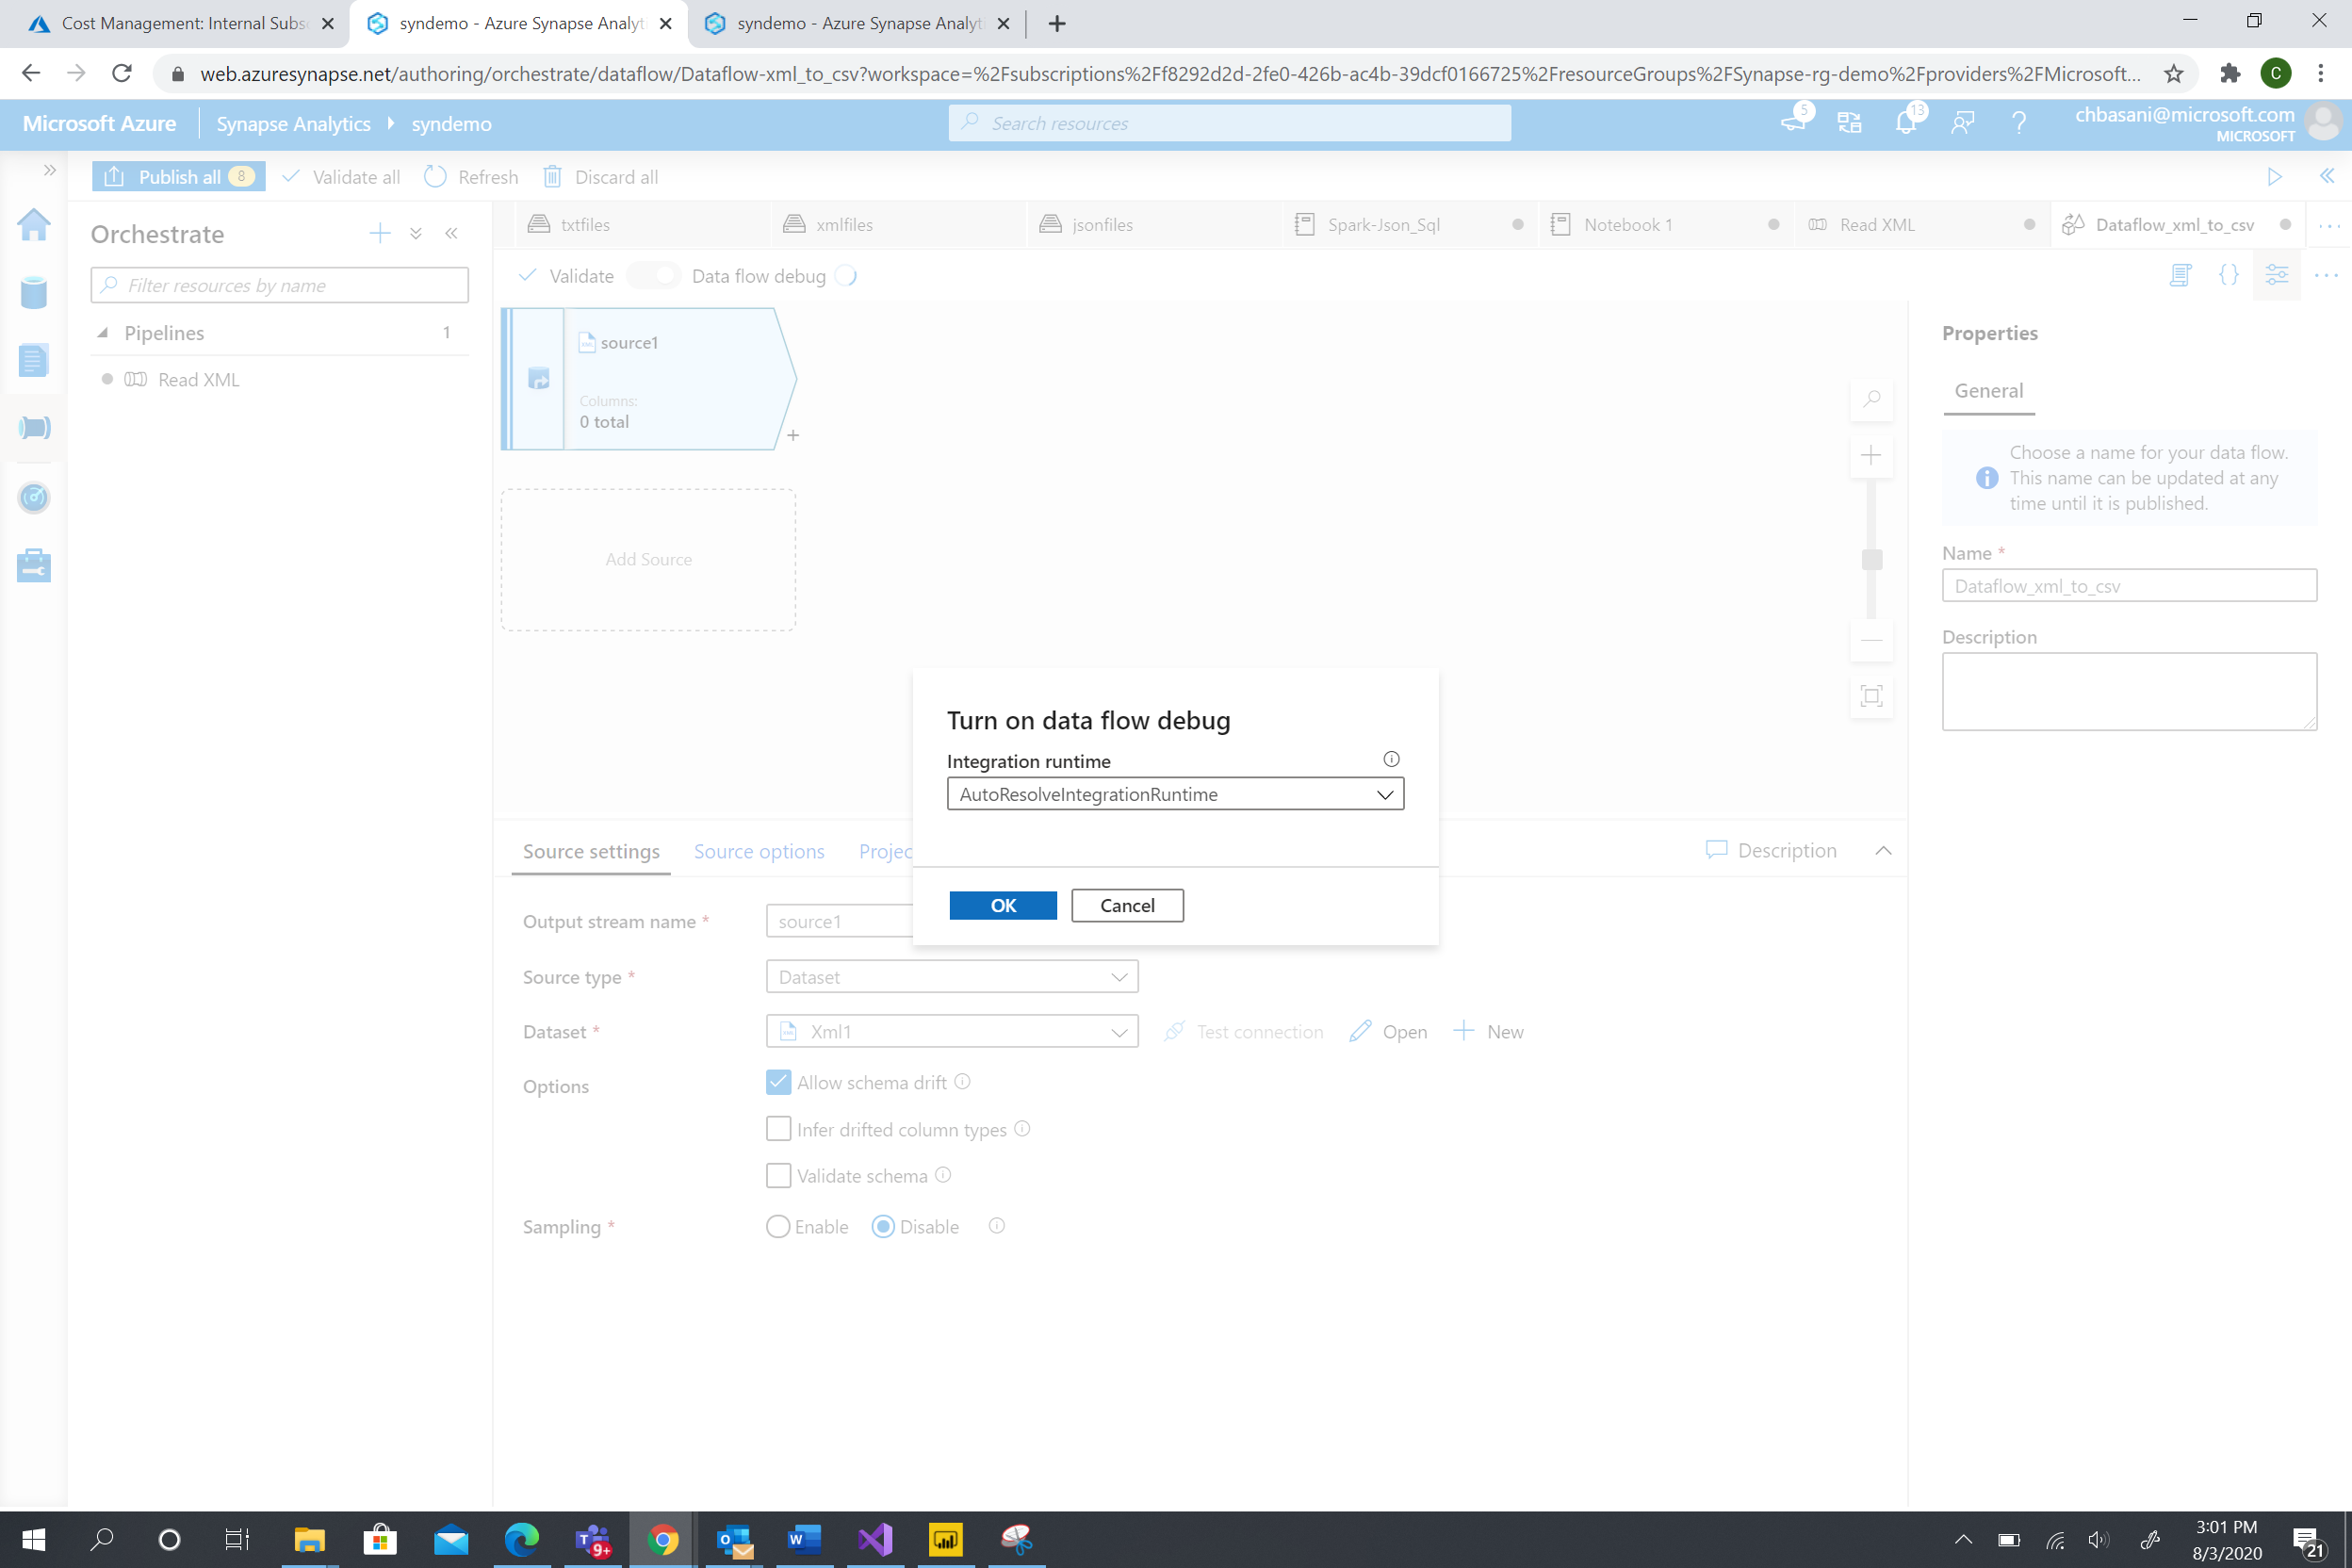 Cost Management: Internal Subs
syndemo - Azure Synapse Analyt
syndemo - Azure Synapse Analyt
web.azuresynapse.net/authoring/orchestrate/dataflow/Dataflow-xml_to_csv?workspace=%2Fsubscriptions%2Ff8292d2d-2fe0-426b-ac4b-39dcf0166725%2FresourceGroups%2FSynapse-rg-demo%2Fproviders%2FMicrosoft...
C
Microsoft Azure
Synapse Analytics
syndemo
Search resources
5
13
chbasani@microsoft.com
MICROSOFT
Publish all 8
Validate all
Refresh
Discard all
Orchestrate
Filter resources by name
Pipelines 1
Read XML
txtfiles
xmlfiles
jsonfiles
Spark-Json_Sql
Notebook 1
Read XML
Dataflow_xml_to_csv
Validate
Data flow debug
source1
Columns:
0 total
Add Source
Properties
General
Choose a name for your data flow.
This name can be updated at any
time until it is published.
Name *
Dataflow_xml_to_csv
Description
Turn on data flow debug
Integration runtime
AutoResolveIntegrationRuntime
OK
Cancel
Source settings
Source options
Projec
Description
Output stream name *
source1
Source type *
Dataset
Dataset *
Xml1
Test connection
Open
New
Options
Allow schema drift
Infer drifted column types
Validate schema
Sampling *
Enable
Disable
9+
3:01 PM
8/3/2020
21